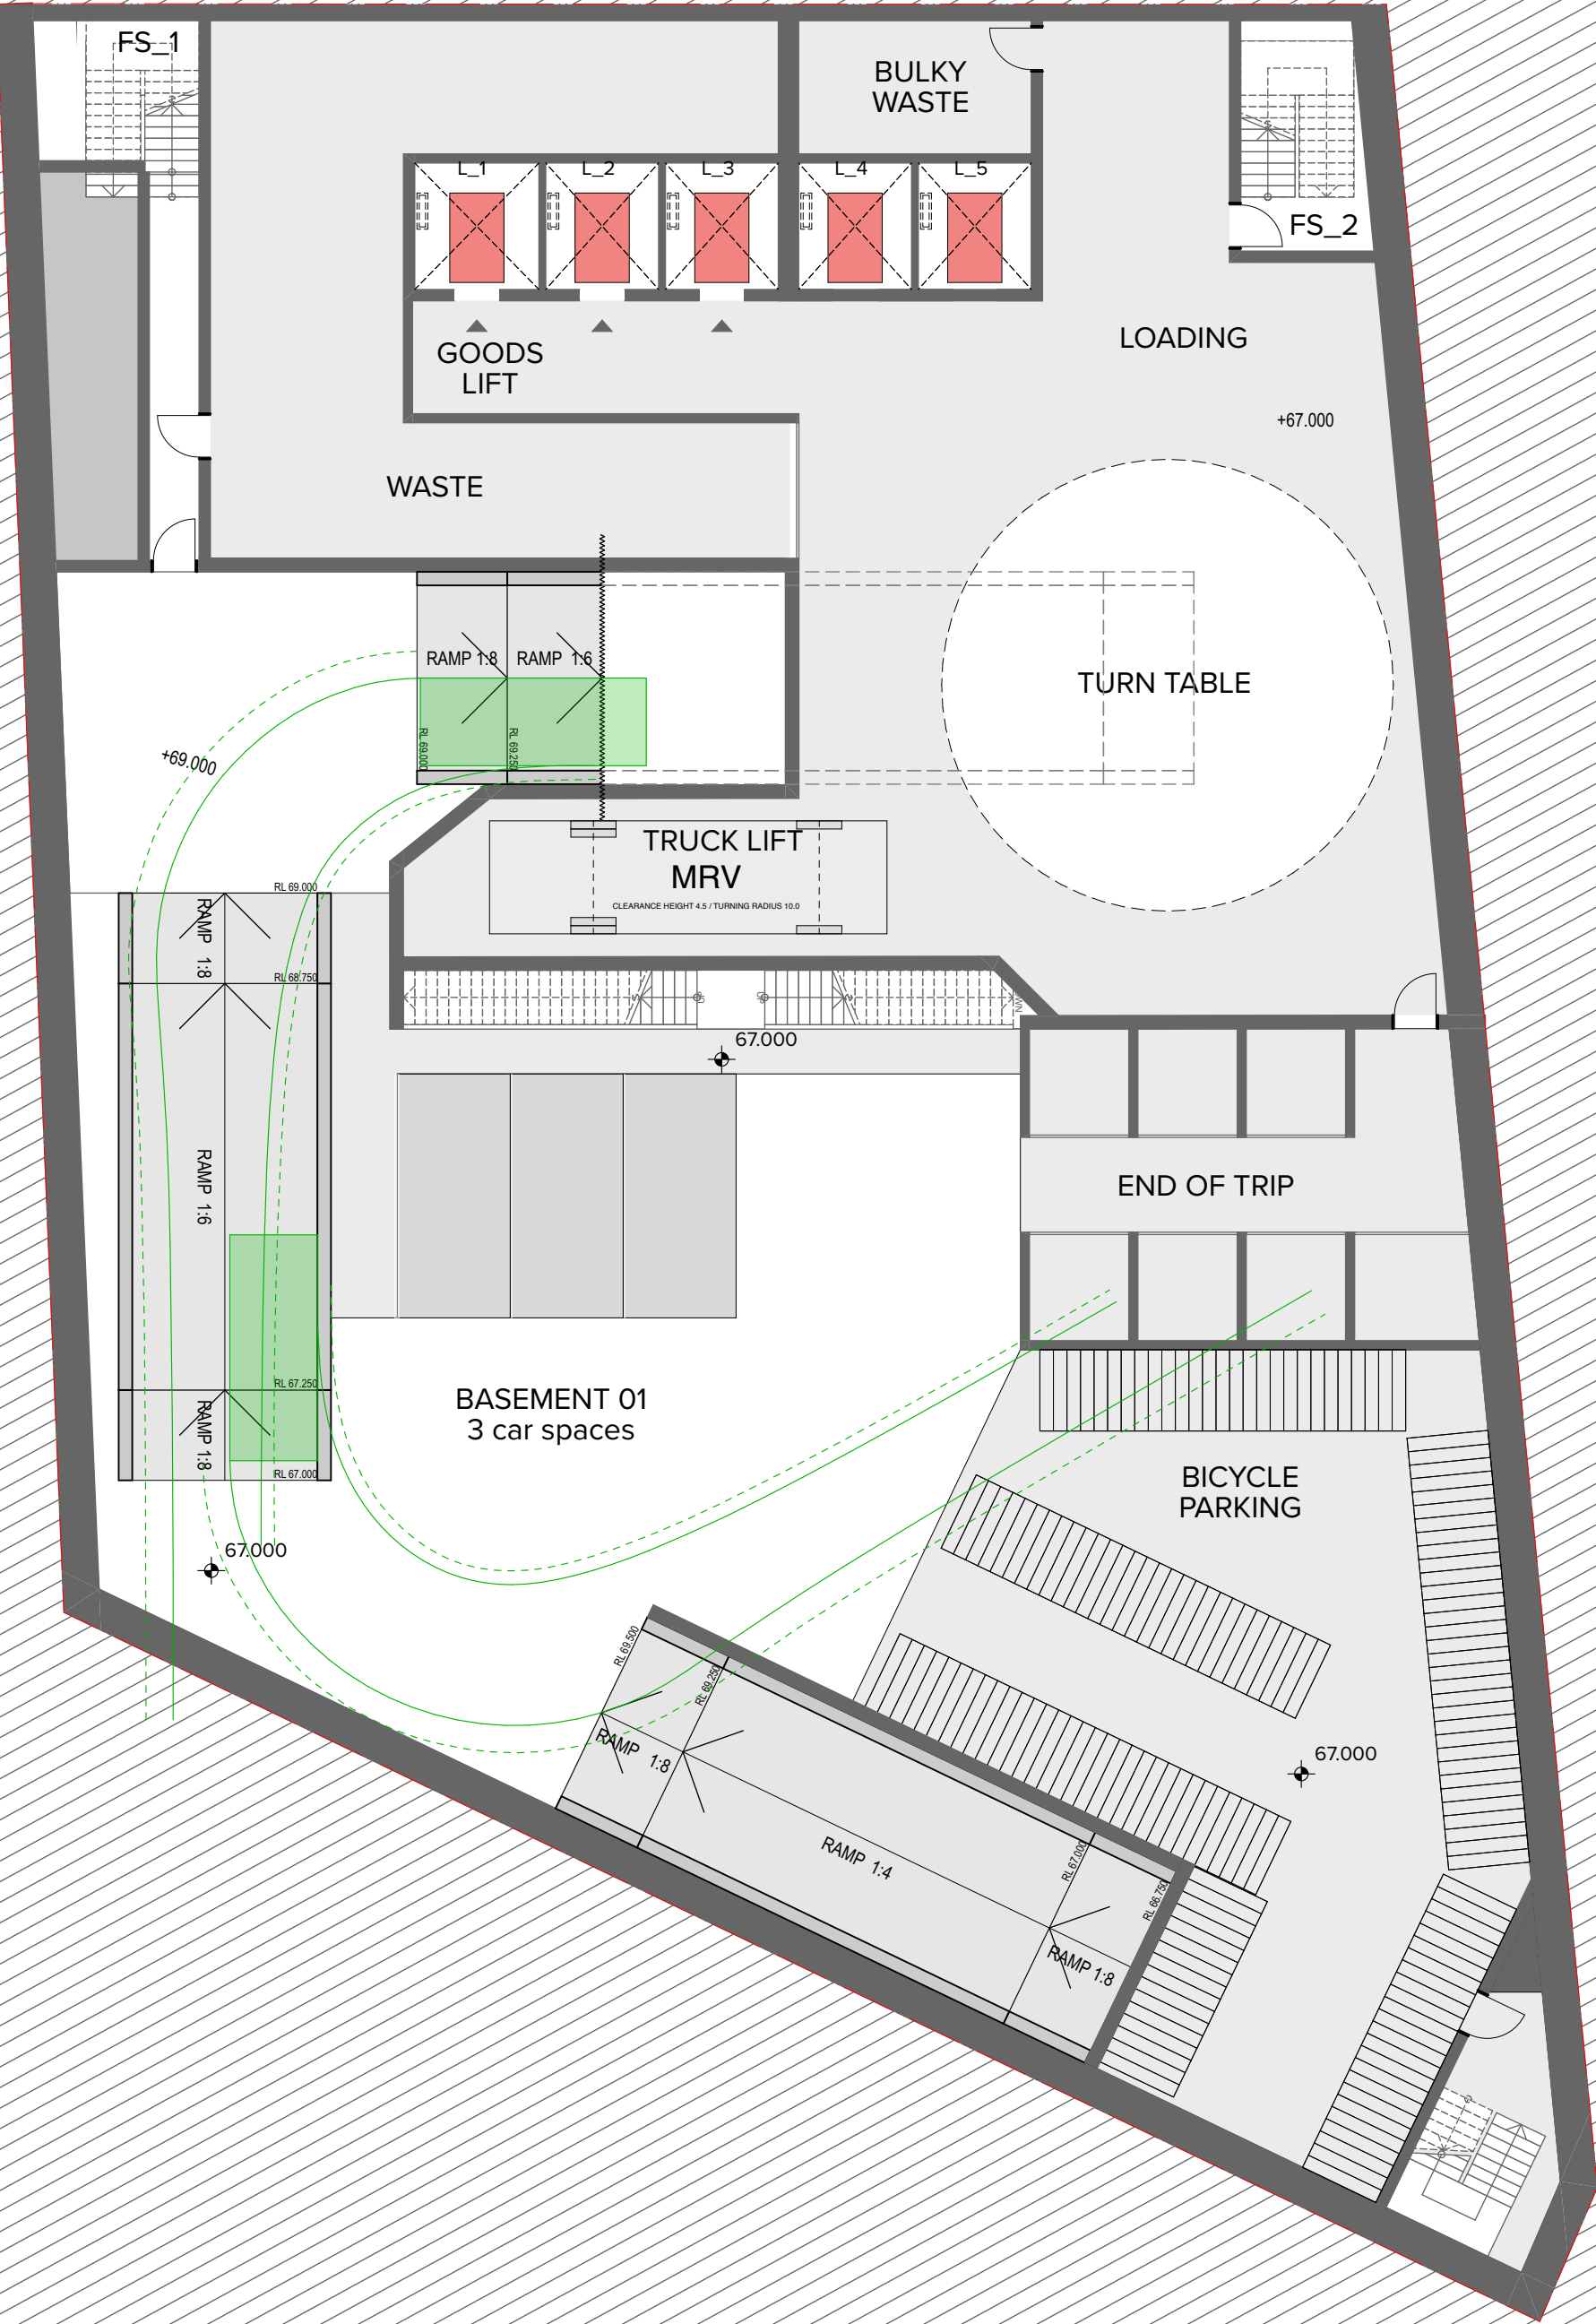 FS_1
BULKY
WASTE
L_1
L_2
L_3
L_4
L_5
FS_2
GOODS
LIFT
LOADING
+67.000
WASTE
RAMP 1:8
RAMP 1:6
TURN TABLE
RL 69.000
RL 69.250
+69.000
TRUCK LIFT
MRV
CLEARANCE HEIGHT 4.5 / TURNING RADIUS 10.0
RL 69.000
RAMP 1:8
RL 68.750
67.000
RAMP 1:6
END OF TRIP
RL 67.250
RAMP 1:8
RL 67.000
BASEMENT 01
3 car spaces
BICYCLE
PARKING
67.000
RL 69.500
RL 69.250
RAMP 1:8
67.000
RAMP 1:4
RL 67.000
RL 66.750
RAMP 1:8